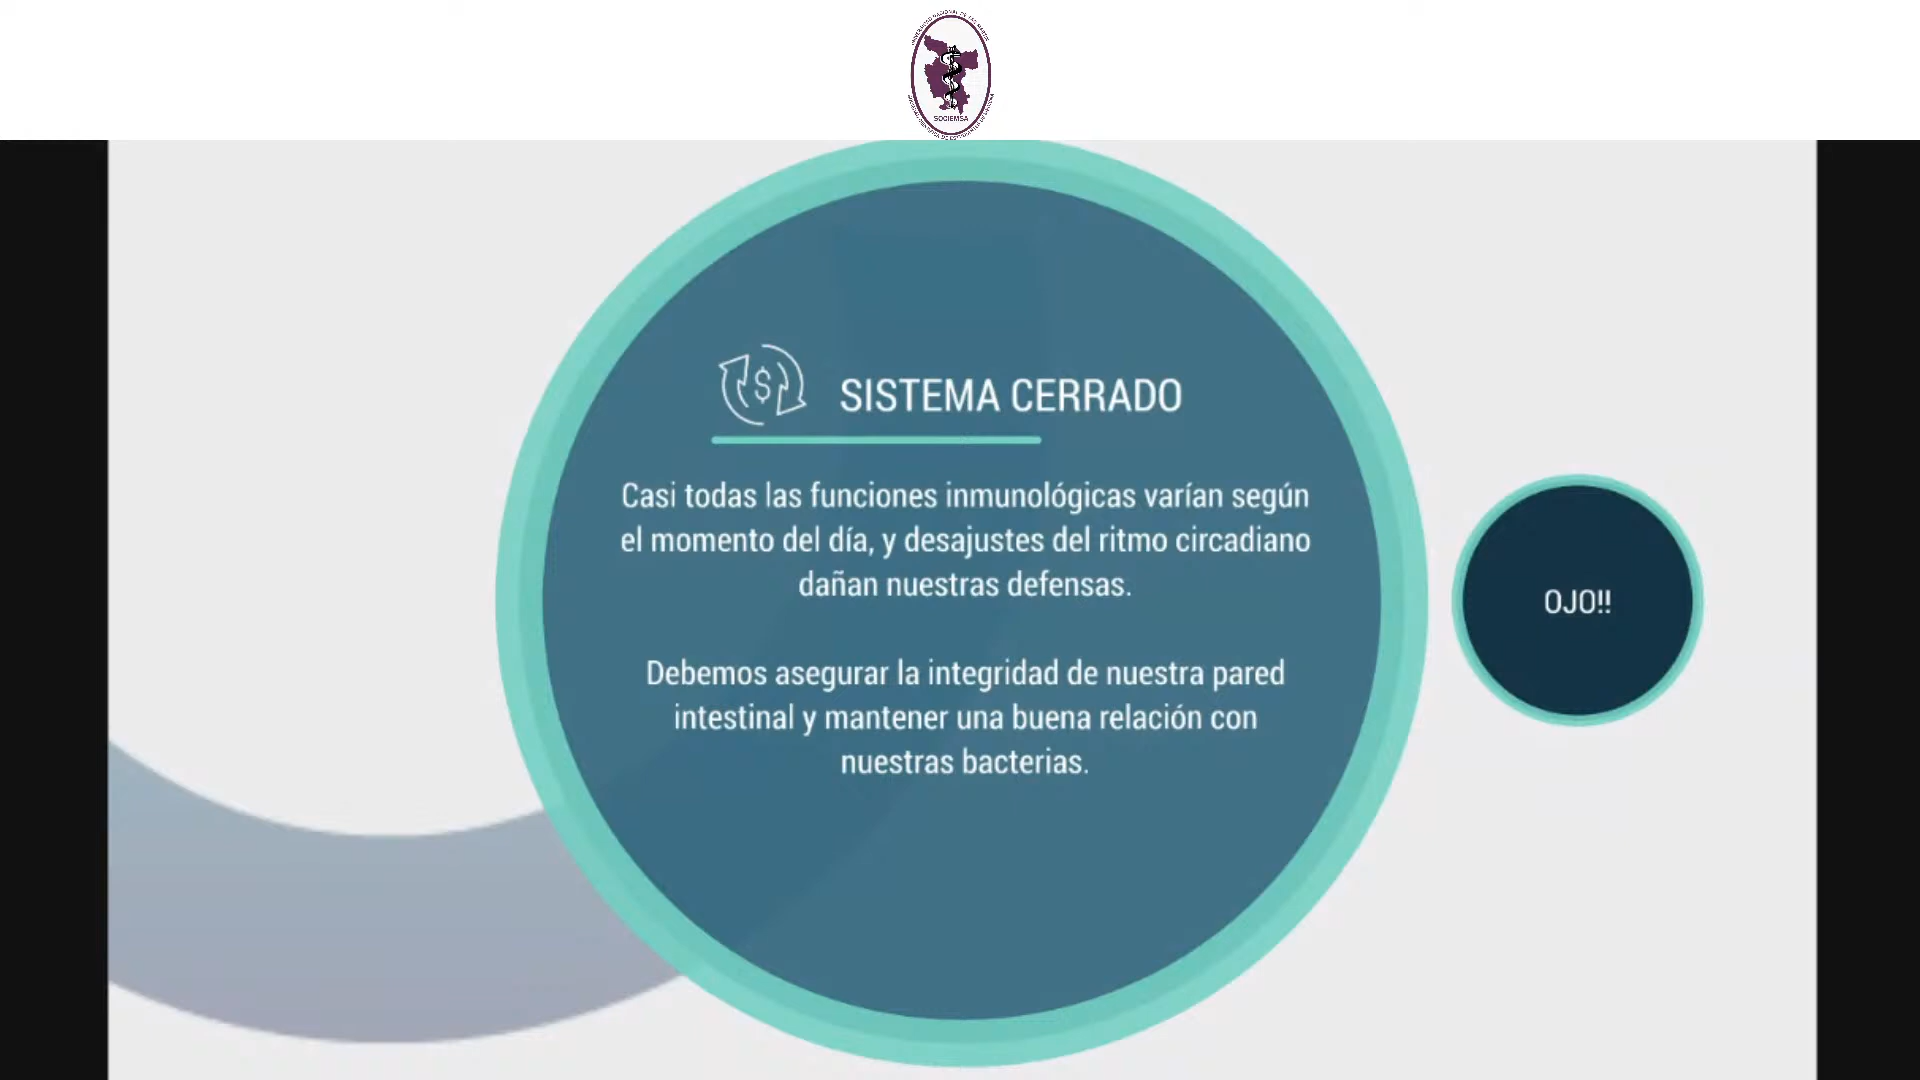 SOCIEMSA
$
SISTEMA CERRADO
Casi todas las funciones inmunológicas varían según
el momento del día, y desajustes del ritmo circadiano
dañan nuestras defensas.
Debemos asegurar la integridad de nuestra pared
intestinal y mantener una buena relación con
nuestras bacterias.
OJO!!